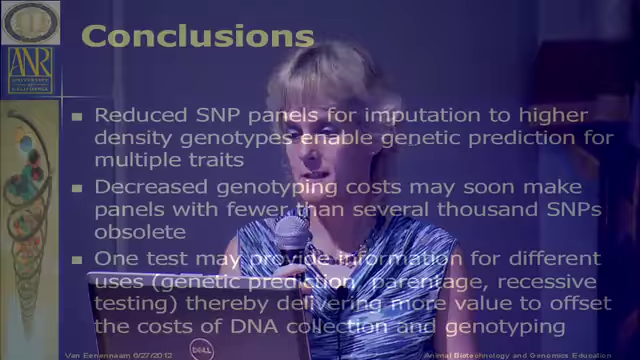 Conclusions
ANR
UNIVERSITY
of
CALIFORNIA
Reduced SNP panels for imputation to higher
density genotypes enable genetic prediction for
multiple traits
Decreased genotyping costs may soon make
panels with fewer than several thousand SNPs
obsolete
One test may provide information for different
uses (genetic prediction, parentage, recessive
testing) thereby delivering more value to offset
the costs of DNA collection and genotyping
DELL
Van Eenennaam 6/27/2012
Animal Biotechnology and Genomics Education